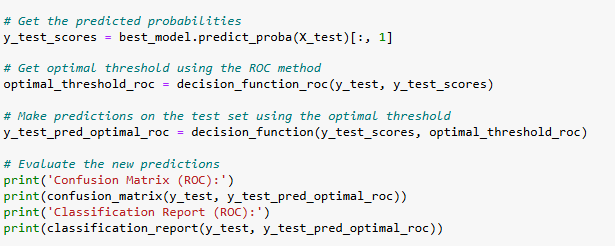 # Get the predicted probabilities
y_test_scores = best_model.predict_proba(X_test)[:, 1]
# Get optimal threshold using the ROC method
optimal_threshold_roc = decision_function_roc(y_test, y_test_scores)
# Make predictions on the test set using the optimal threshold
y_test_pred_optimal_roc = decision_function(y_test_scores, optimal_threshold_roc)
# Evaluate the new predictions
print('Confusion Matrix (ROC):')
print(confusion_matrix(y_test, y_test_pred_optimal_roc))
print('Classification Report (ROC):')
print(classification_report(y_test, y_test_pred_optimal_roc))